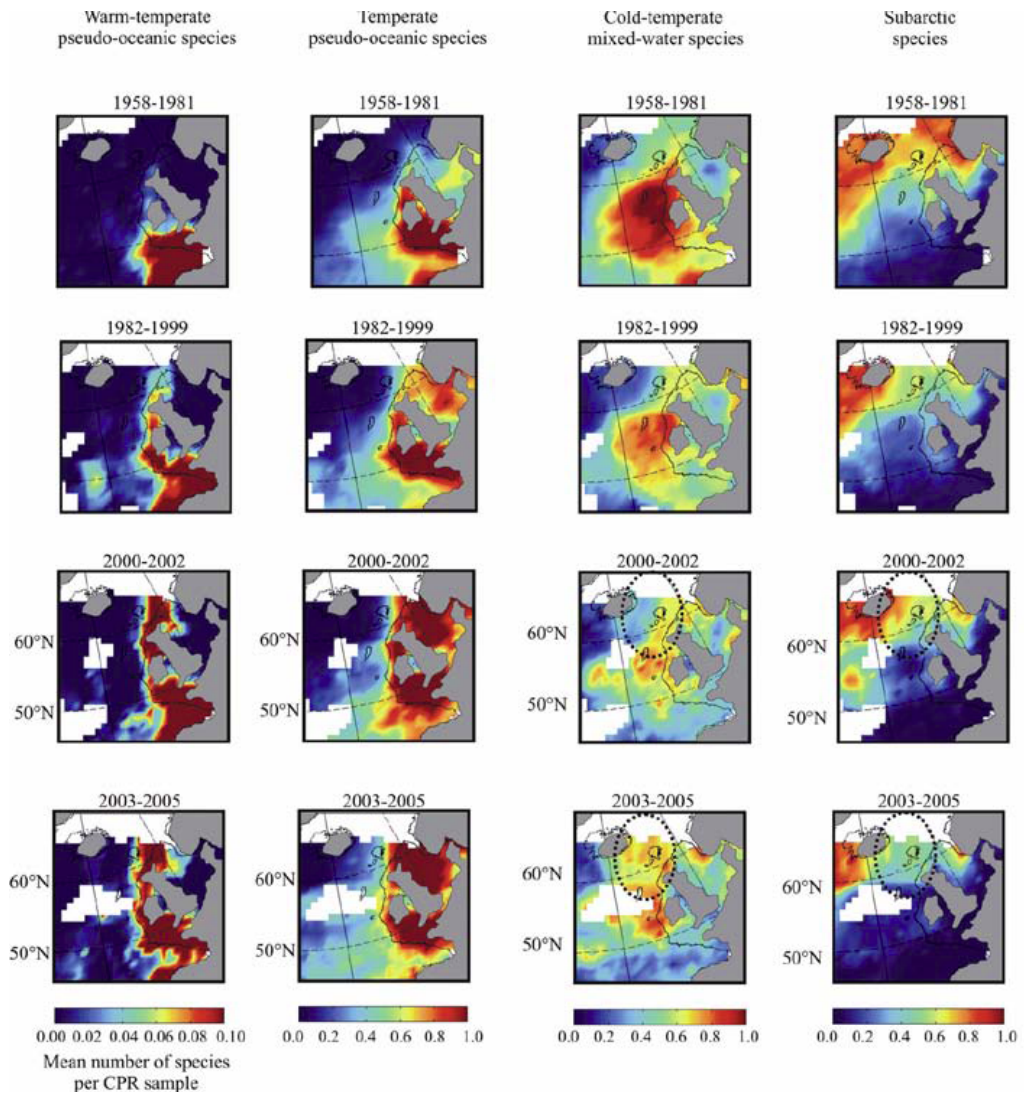 Warm-temperate
pseudo-oceanic species
Temperate
pseudo-oceanic species
Cold-temperate
mixed-water species
Subarctic
species
1958-1981
1958-1981
1958-1981
1958-1981
1982-1999
1982-1999
1982-1999
1982-1999
2000-2002
2000-2002
2000-2002
2000-2002
60°N
60°N
60°N
60°N
50°N
50°N
50°N
50°N
2003-2005
2003-2005
2003-2005
2003-2005
60°N
60°N
60°N
60°N
50°N
50°N
50°N
50°N
0.00 0.02 0.04 0.06 0.08 0.10
0.0 0.2 0.4 0.6 0.8 1.0
0.0 0.2 0.4 0.6 0.8 1.0
0.0 0.2 0.4 0.6 0.8 1.0
Mean number of species
per CPR sample